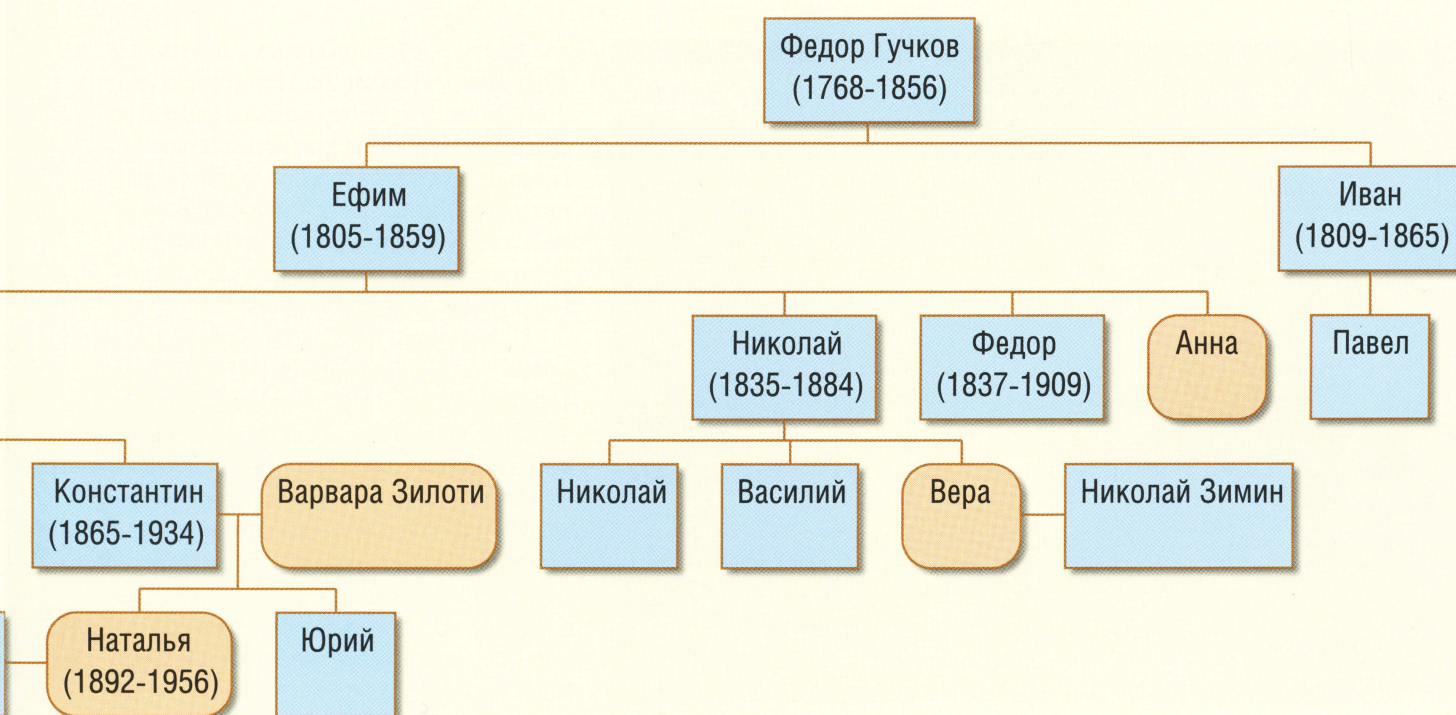 Федор Гучков
(1768-1856)
Ефим
(1805-1859)
Иван
(1809-1865)
Николай
(1835-1884)
Федор
(1837-1909)
Анна
Павел
Константин
(1865-1934)
Варвара Зилоти
Николай
Василий
Вера
Николай Зимин
Наталья
(1892-1956)
Юрий